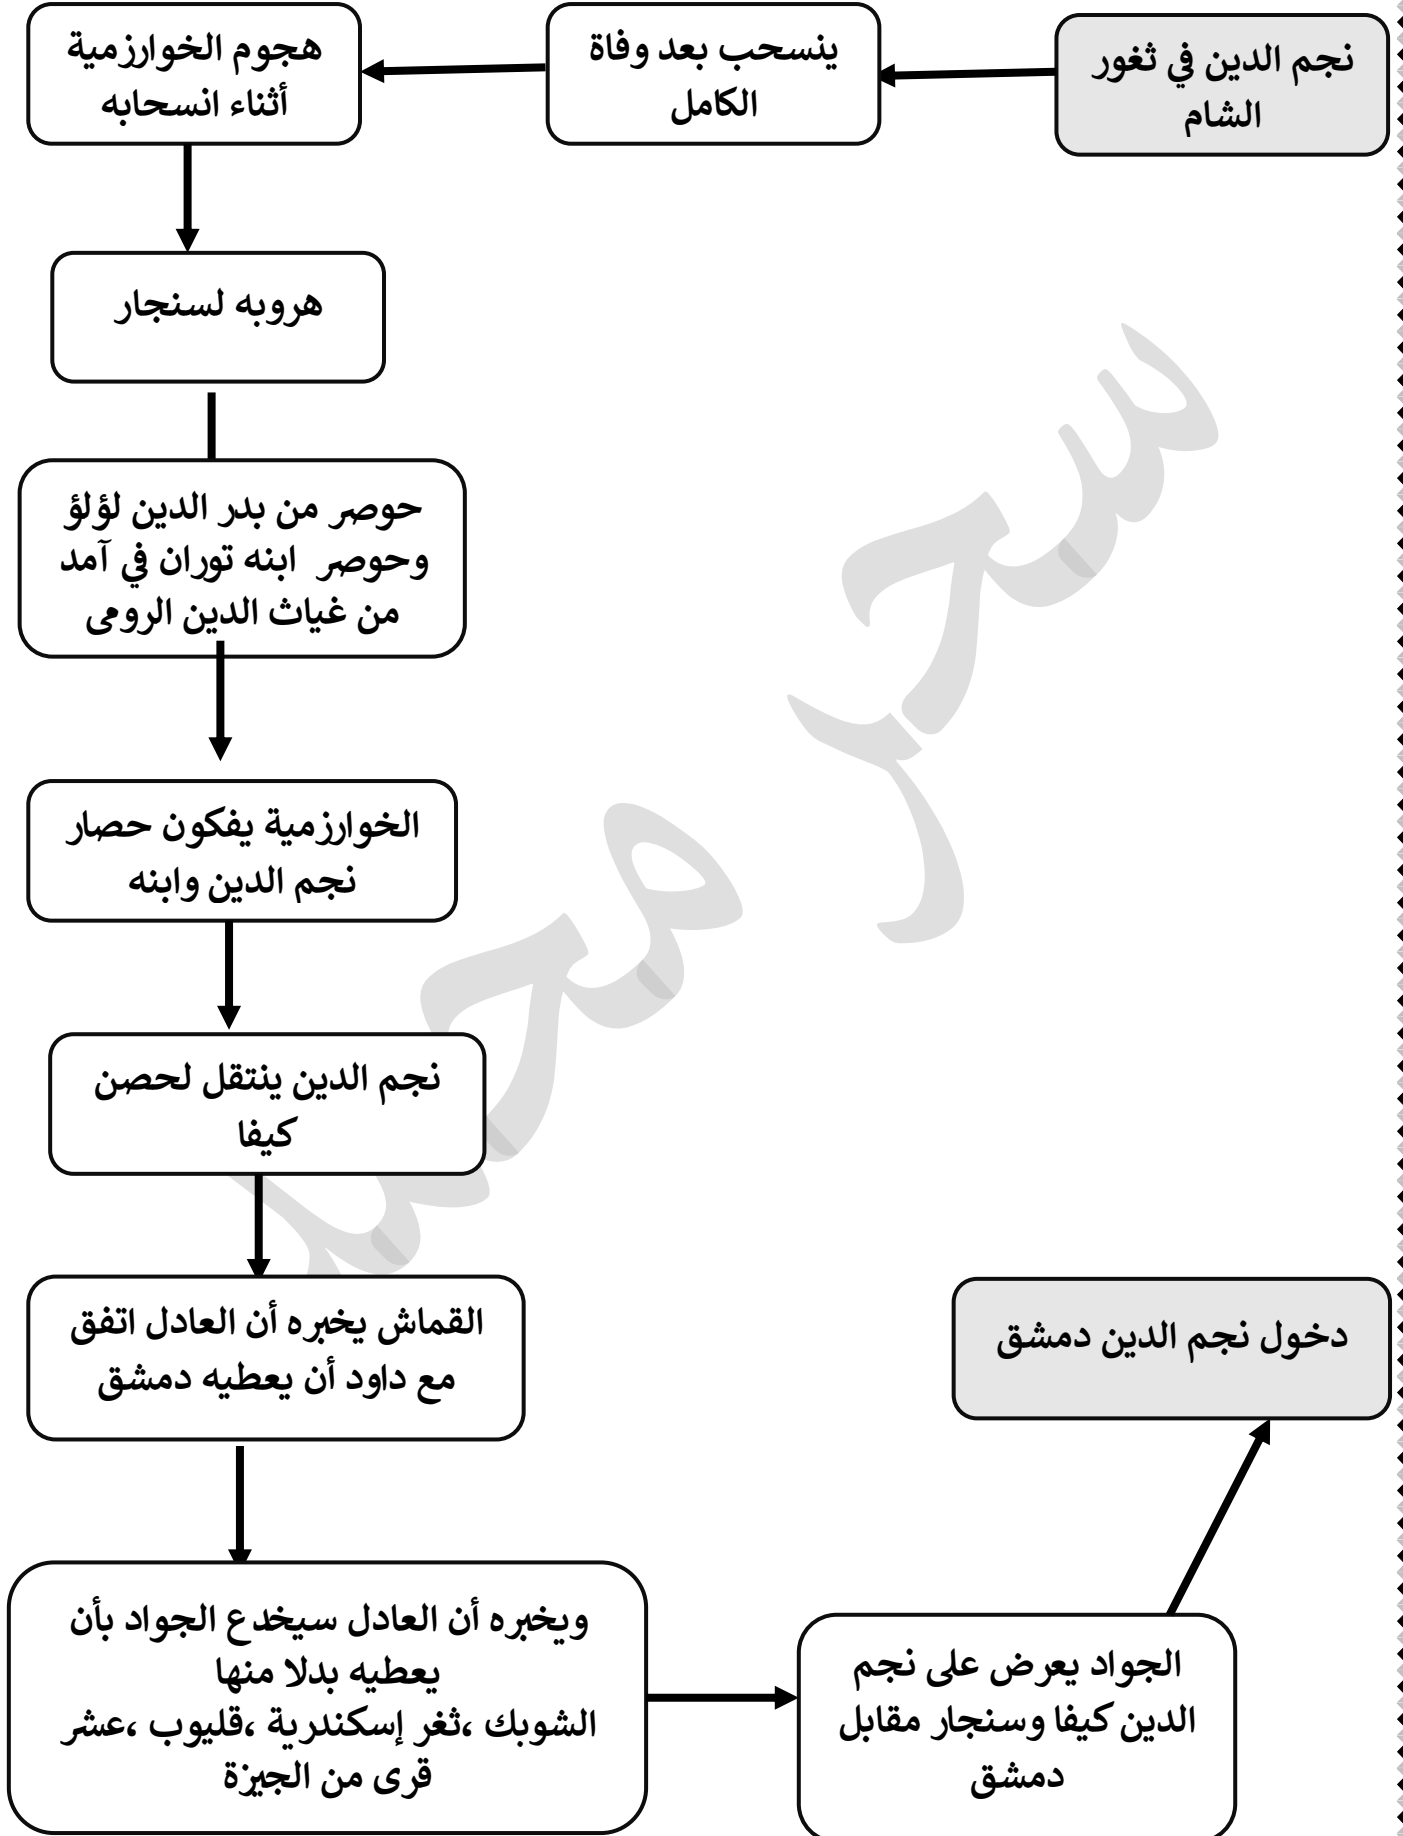 نجم الدين في ثغور
الشام
ينسحب بعد وفاة
الكامل
هجوم الخوارزمية
أثناء انسحابه
هروبه لسنجار
حوصر من بدر الدين لؤلؤ
وحوصر ابنه توران في آمد
من غياث الدين الرومى
الخوارزمية يفكون حصار
نجم الدين وابنه
نجم الدين ينتقل لحصن
كيفا
القماش يخبره أن العادل اتفق
مع داود أن يعطيه دمشق
ويخبره أن العادل سيخدع الجواد بأن
يعطيه بدلا منها
الشوبك ،ثغر إسكندرية ،قليوب ،عشر
قرى من الجيزة
الجواد يعرض على نجم
الدين كيفا وسنجار مقابل
دمشق
دخول نجم الدين دمشق
سحر